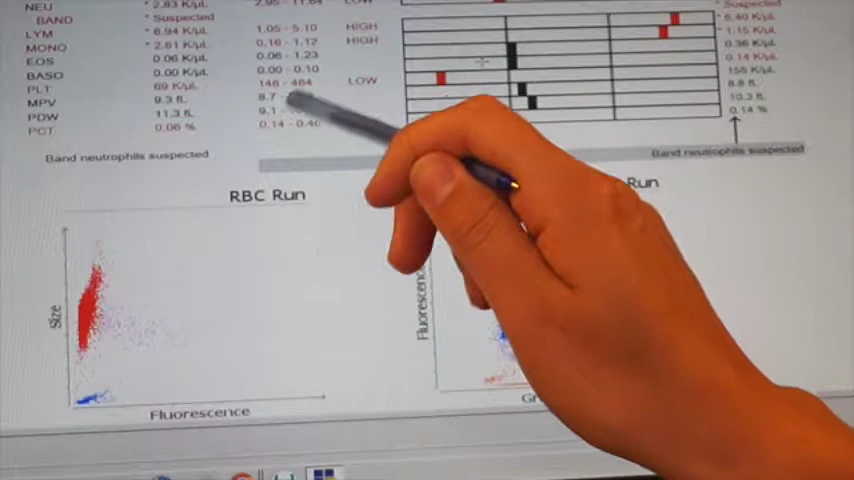 NEU * 2.83 K/µL 2.95 - 11.64 LOW
BAND * Suspected * Suspected
LYM * 6.94 K/µL 1.05 - 5.10 HIGH * 6.40 K/µL
MONO * 2.61 K/µL 0.16 - 1.12 HIGH * 1.15 K/µL
EOS 0.06 K/µL 0.06 - 1.23 0.36 K/µL
BASO 0.00 K/µL 0.00 - 0.10 0.14 K/µL
PLT 69 K/µL 148 - 484 LOW 155 K/µL
MPV 9.3 fL 8.7 - 8.8 fL
PDW 11.3 fL 9.1 - 10.3 fL
PCT 0.06 % 0.14 - 0.46 0.14 %
Band neutrophils suspected Band neutrophils suspected
RBC Run Run
Size Fluorescence
Fluorescence